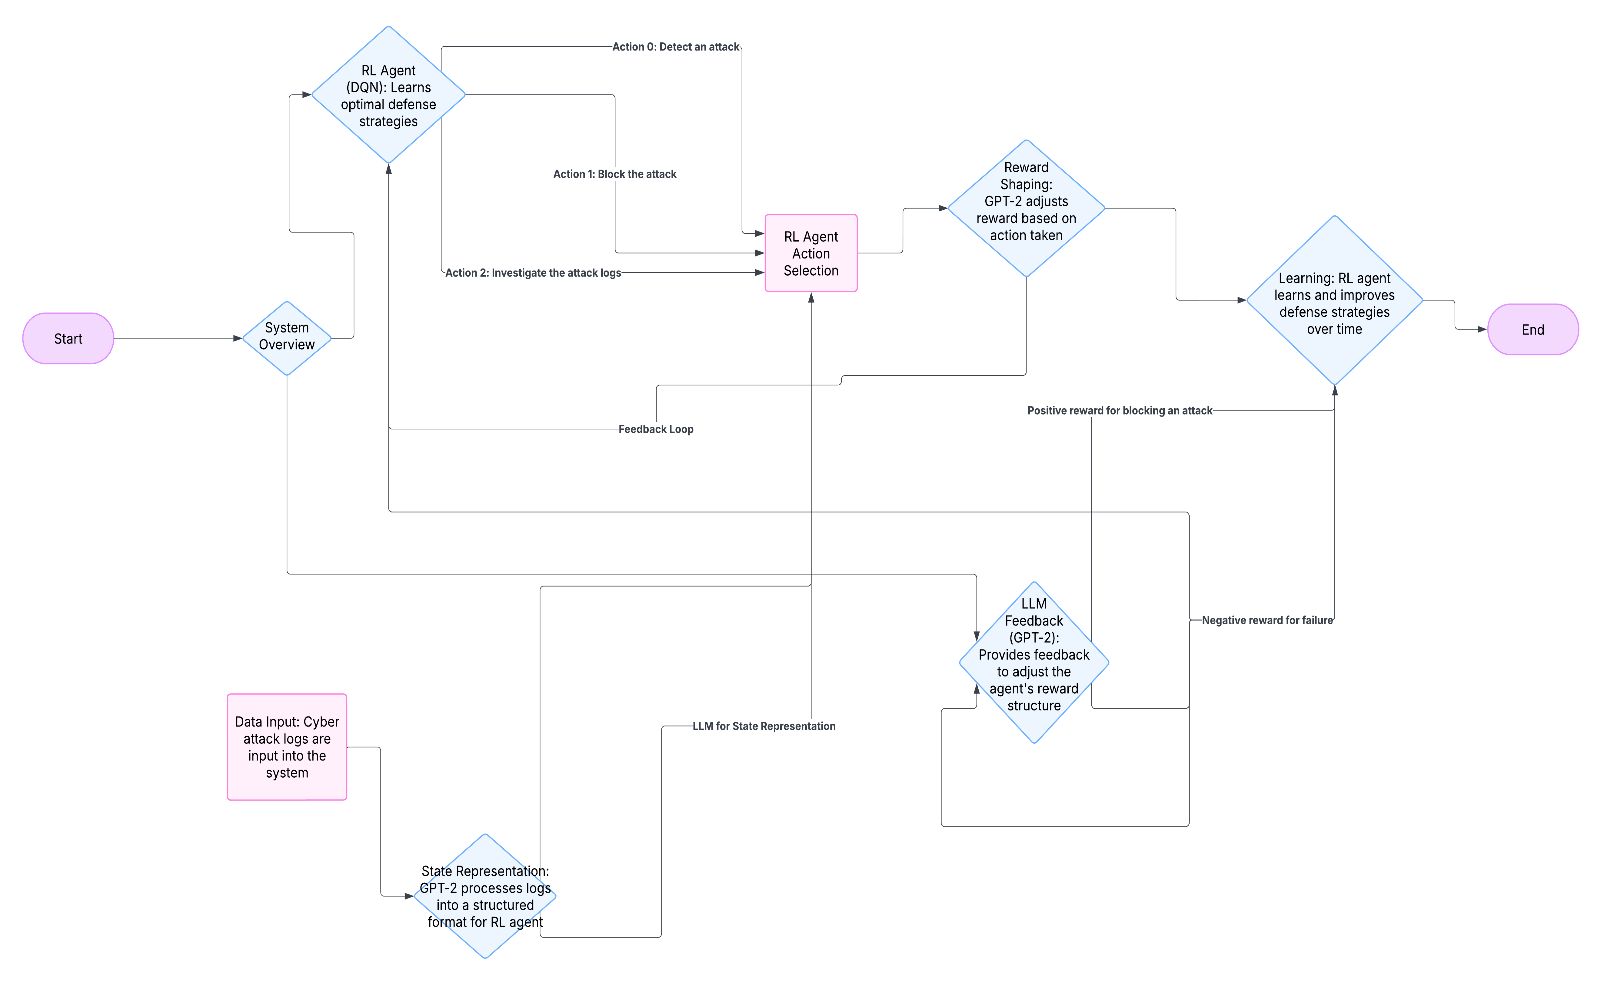 Action 0: Detect an attack
RL Agent
(DQN): Learns
optimal defense
strategies
Action 1: Block the attack
Reward
Shaping:
GPT-2 adjusts
reward based on
action taken
RL Agent
Action
Selection
Action 2: Investigate the attack logs
Learning: RL agent
learns and improves
defense strategies
over time
Start
System
Overview
End
Positive reward for blocking an attack
Feedback Loop
LLM
Feedback
(GPT-2):
Provides feedback
to adjust the
agent's reward
structure
Negative reward for failure
Data Input: Cyber
attack logs are
input into the
system
LLM for State Representation
State Representation:
GPT-2 processes logs
into a structured
format for RL agent